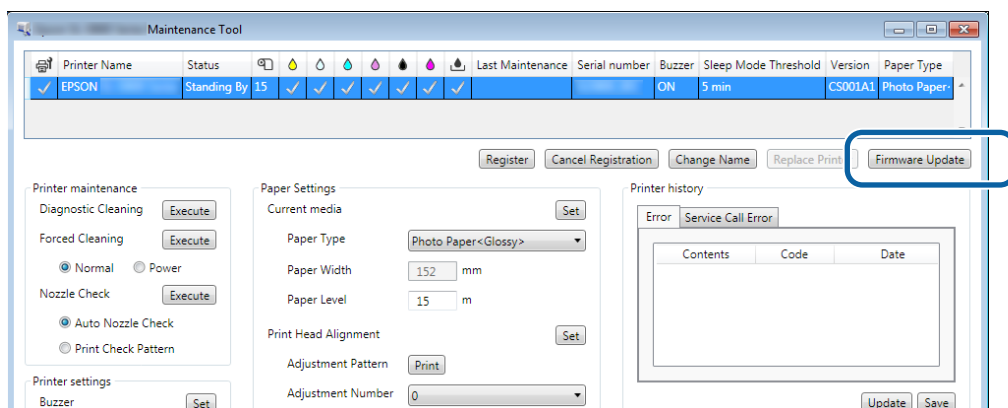 Maintenance Tool
Printer Name Status Last Maintenance Serial number Buzzer Sleep Mode Threshold Version Paper Type
EPSON Standing By 15 ON 5 min CS001A1 Photo Paper
Register Cancel Registration Change Name Replace Firmware Update
Printer maintenance
Diagnostic Cleaning Execute
Forced Cleaning Execute
Normal Power
Nozzle Check Execute
Auto Nozzle Check
Print Check Pattern
Printer settings
Buzzer Set
Paper Settings
Current media Set
Paper Type Photo Paper<Glossy>
Paper Width 152 mm
Paper Level 15 m
Print Head Alignment Set
Adjustment Pattern Print
Adjustment Number 0
Printer history
Error Service Call Error
Contents Code Date
Update Save